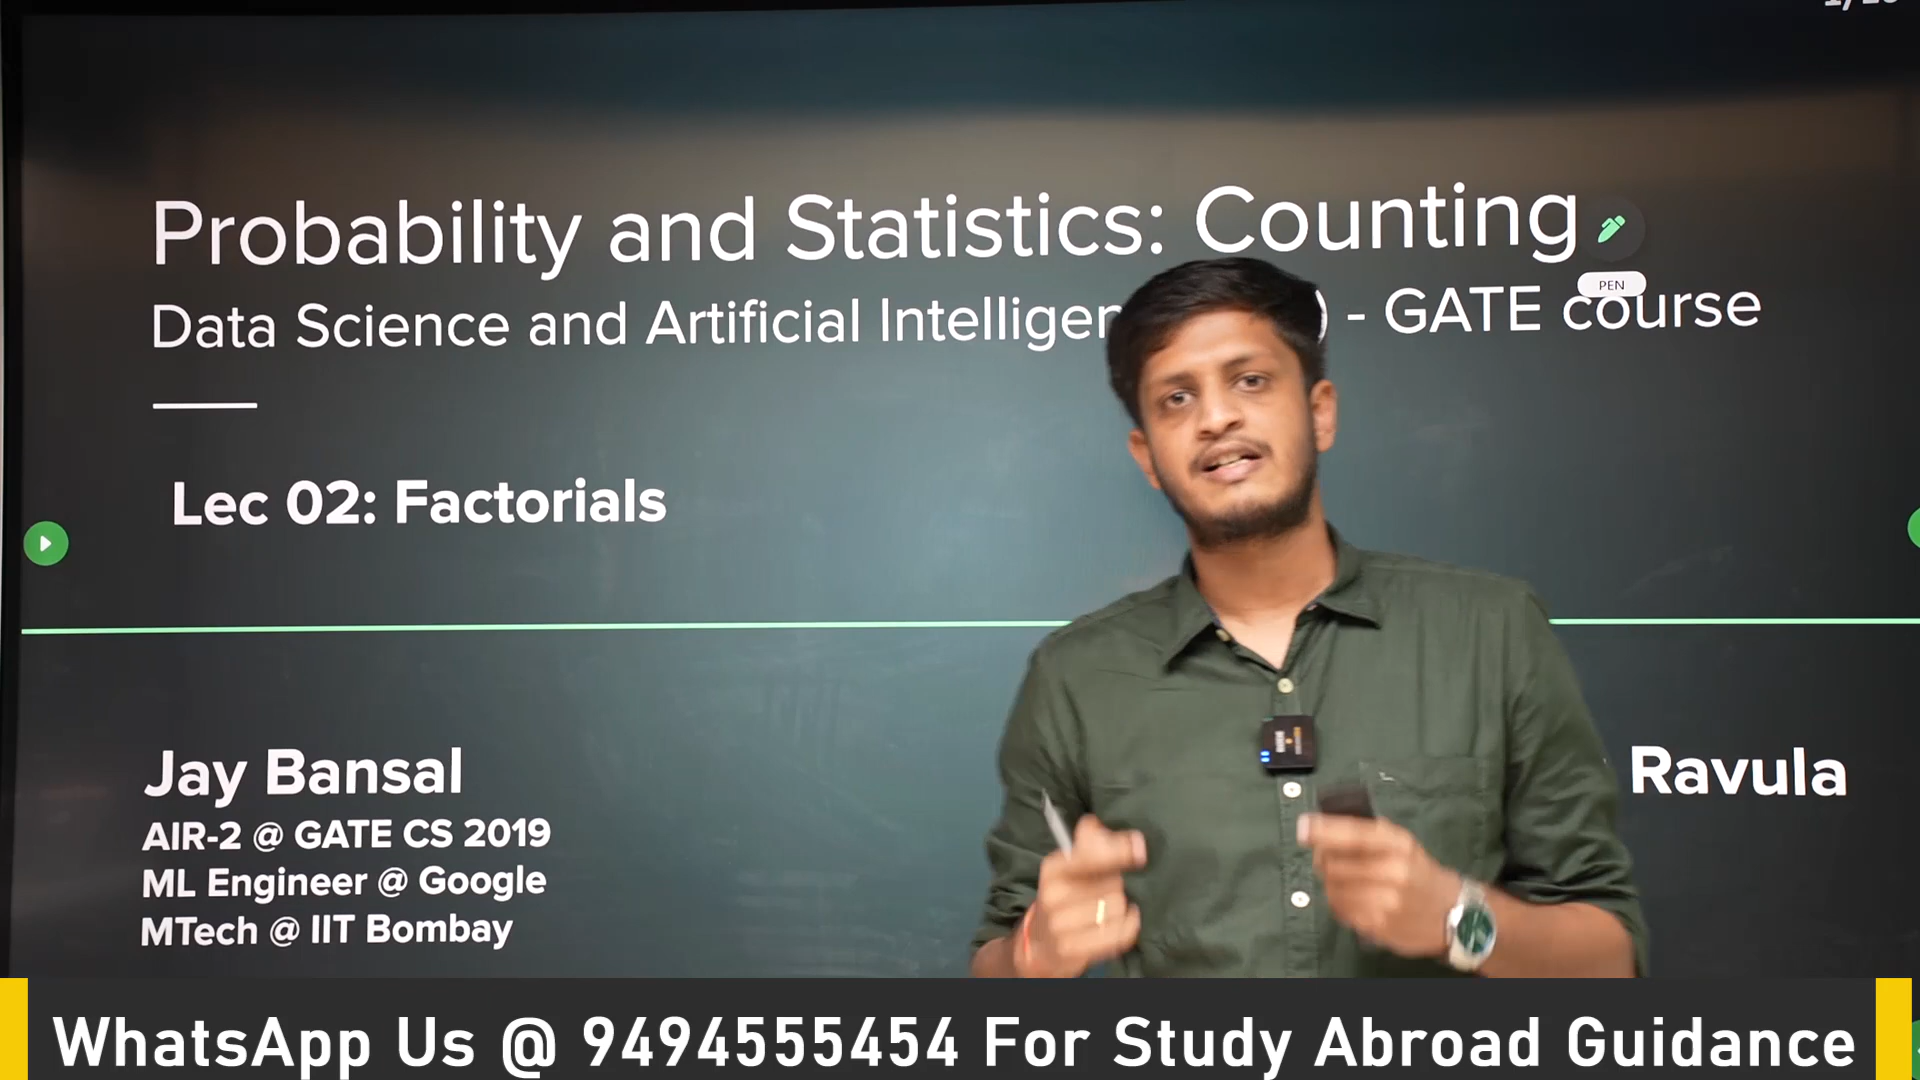 Probability and Statistics: Counting
PEN
Data Science and Artificial - GATE course
Lec 02: Factorials
Jay Bansal
AIR-2 @ GATE CS 2019
ML Engineer @ Google
MTech @ IIT Bombay
Ravula
WhatsApp Us @ 9494555454 For Study Abroad Guidance